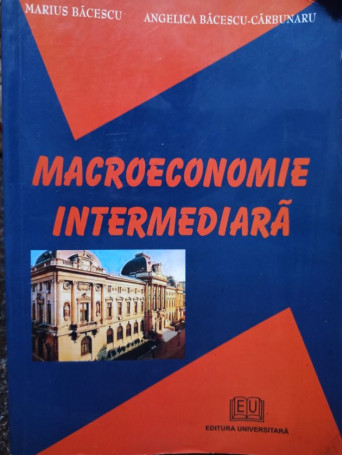 MARIUS BĂCESCU
ANGELICA BĂCESCU-CĂRBUNARU
MACROECONOMIE
INTERMEDIARĂ
EU
EDITURA UNIVERSITARĂ